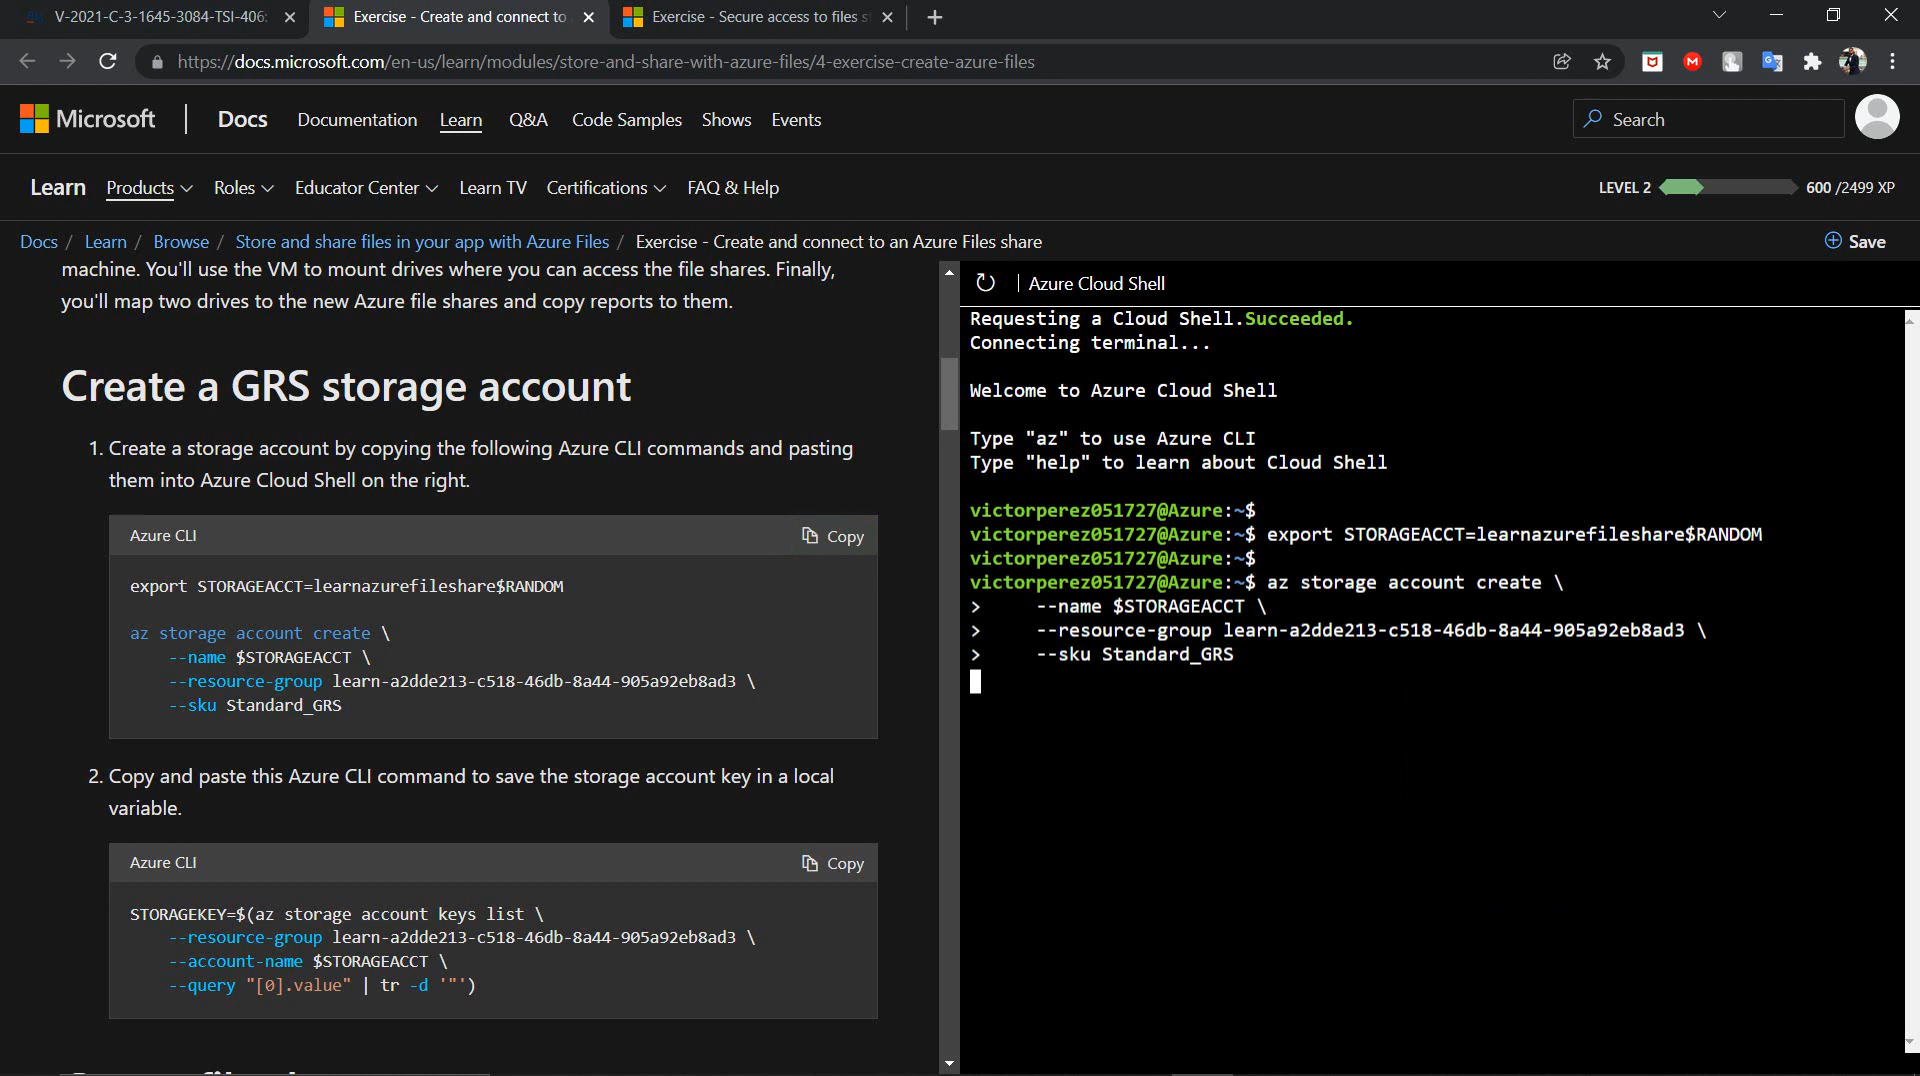 V-2021-C-3-1645-3084-TSI-406:
Exercise - Create and connect to
Exercise - Secure access to files s
https://docs.microsoft.com/en-us/learn/modules/store-and-share-with-azure-files/4-exercise-create-azure-files
Microsoft
Docs
Documentation
Learn
Q&A
Code Samples
Shows
Events
Search
Learn
Products
Roles
Educator Center
Learn TV
Certifications
FAQ & Help
LEVEL 2
600 /2499 XP
Docs / Learn / Browse / Store and share files in your app with Azure Files / Exercise - Create and connect to an Azure Files share
Save
machine. You'll use the VM to mount drives where you can access the file shares. Finally,
you'll map two drives to the new Azure file shares and copy reports to them.
Create a GRS storage account
1. Create a storage account by copying the following Azure CLI commands and pasting
them into Azure Cloud Shell on the right.
Azure CLI
Copy
export STORAGEACCT=learnazurefileshare$RANDOM
az storage account create \
--name $STORAGEACCT \
--resource-group learn-a2dde213-c518-46db-8a44-905a92eb8ad3 \
--sku Standard_GRS
2. Copy and paste this Azure CLI command to save the storage account key in a local
variable.
Azure CLI
Copy
STORAGEKEY=$(az storage account keys list \
--resource-group learn-a2dde213-c518-46db-8a44-905a92eb8ad3 \
--account-name $STORAGEACCT \
--query "[0].value" | tr -d '"')
Azure Cloud Shell
Requesting a Cloud Shell.Succeeded.
Connecting terminal...
Welcome to Azure Cloud Shell
Type "az" to use Azure CLI
Type "help" to learn about Cloud Shell
victorperez051727@Azure:~$
victorperez051727@Azure:~$ export STORAGEACCT=learnazurefileshare$RANDOM
victorperez051727@Azure:~$
victorperez051727@Azure:~$ az storage account create \
> --name $STORAGEACCT \
> --resource-group learn-a2dde213-c518-46db-8a44-905a92eb8ad3 \
> --sku Standard_GRS